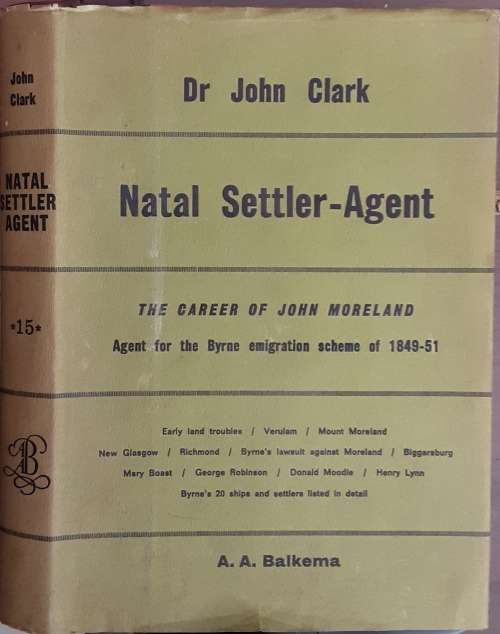 John
Clark
NATAL
SETTLER
AGENT
*15*
B
Dr John Clark
Natal Settler-Agent
THE CAREER OF JOHN MORELAND
Agent for the Byrne emigration scheme of 1849-51
Early land troubles / Verulam / Mount Moreland
New Glasgow / Richmond / Byrne's lawsuit against Moreland / Biggarsburg
Mary Boast / George Robinson / Donald Moodie / Henry Lynn
Byrne's 20 ships and settlers listed in detail
A. A. Balkema